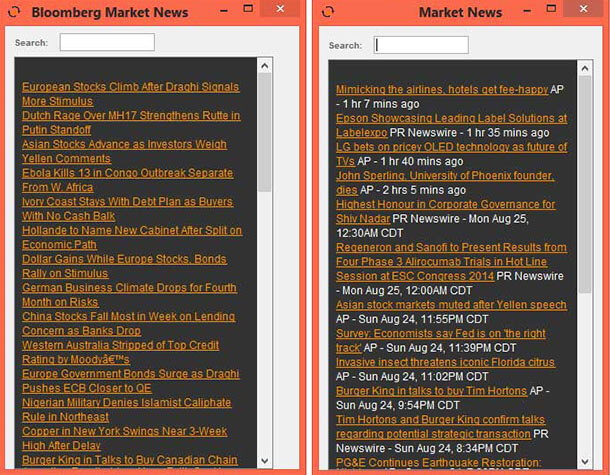 Bloomberg Market News
Search:
European Stocks Climb After Draghi Signals
More Stimulus
Dutch Rage Over MH17 Strengthens Rutte in
Putin Standoff
Asian Stocks Advance as Investors Weigh
Yellen Comments
Ebola Kills 13 in Congo Outbreak Separate
From W. Africa
Ivory Coast Stays With Debt Plan as Buyers
With No Cash Balk
Hollande to Name New Cabinet After Split on
Economic Path
Dollar Gains While Europe Stocks, Bonds
Rally on Stimulus
German Business Climate Drops for Fourth
Month on Risks
China Stocks Fall Most in Week on Lending
Concern as Banks Drop
Western Australia Stripped of Top Credit
Rating by Moody’s
Europe Government Bonds Surge as Draghi
Pushes ECB Closer to QE
Nigerian Military Denies Islamist Caliphate
Rule in Northeast
Copper in New York Swings Near 3-Week
High After Delay
Burger King in Talks to Buy Canadian Chain
Market News
Search:
Mimicking the airlines, hotels get fee-happy AP
- 1 hr 7 mins ago
Epson Showcasing Leading Label Solutions at
Labelexpo PR Newswire - 1 hr 35 mins ago
LG bets on pricey OLED technology as future of
TVs AP - 1 hr 40 mins ago
John Sperling, University of Phoenix founder,
dies AP - 2 hrs 5 mins ago
Highest Honour in Corporate Governance for
Shiv Nadar PR Newswire - Mon Aug 25,
12:30AM CDT
Regeneron and Sanofi to Present Results from
Four Phase 3 Alirocumab Trials in Hot Line
Session at ESC Congress 2014 PR Newswire
- Mon Aug 25, 12:00AM CDT
Asian stock markets muted after Yellen speech
AP - Sun Aug 24, 11:55PM CDT
Survey: Economists say Fed is on 'the right
track' AP - Sun Aug 24, 11:39PM CDT
Invasive insect threatens iconic Florida citrus
AP - Sun Aug 24, 11:02PM CDT
Burger King in talks to buy Tim Hortons AP -
Sun Aug 24, 9:54PM CDT
Tim Hortons and Burger King confirm talks
regarding potential strategic transaction PR
Newswire - Sun Aug 24, 8:34PM CDT
PG&E Continues Earthquake Restoration: